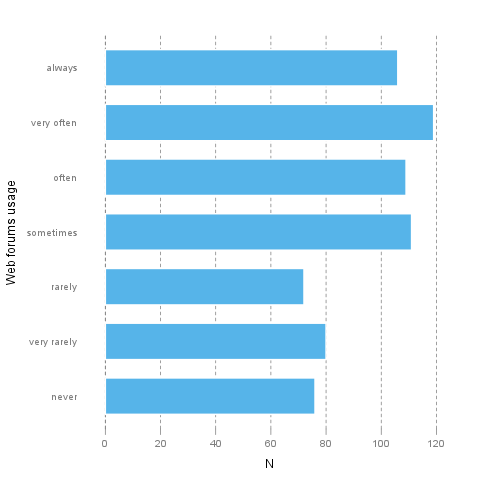 Web forums usage
always
very often
often
sometimes
rarely
very rarely
never
0 20 40 60 80 100 120
N